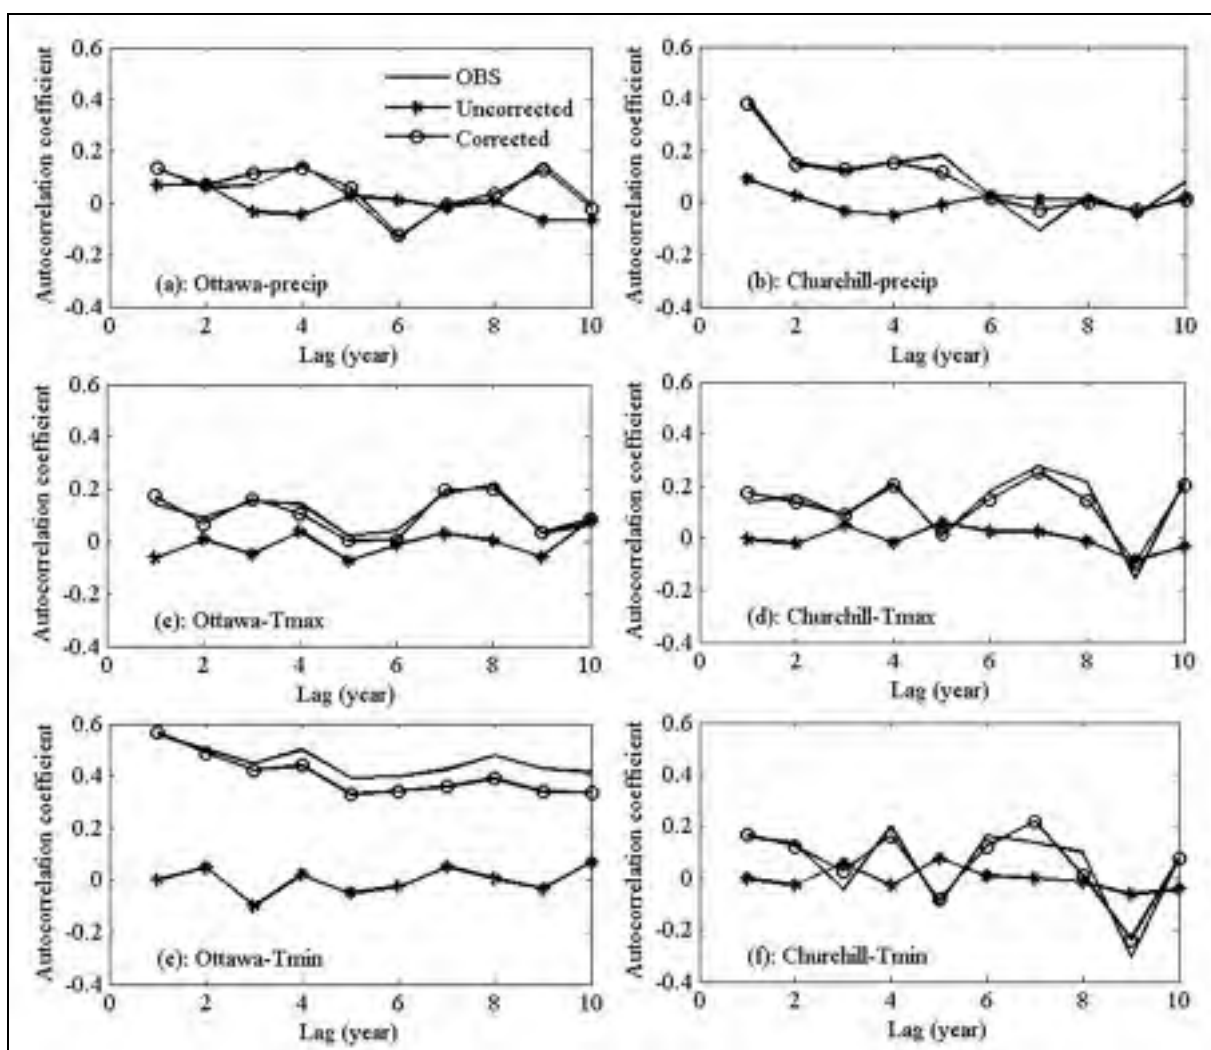 Autocorrelation coefficient
0.6
0.4
0.2
0
-0.2
-0.4
OBS
Uncorrected
Corrected
(a): Ottawa-precip
0 2 4 6 8 10
Lag (year)
Autocorrelation coefficient
0.6
0.4
0.2
0
-0.2
-0.4
(b): Churchill-precip
0 2 4 6 8 10
Lag (year)
Autocorrelation coefficient
0.6
0.4
0.2
0
-0.2
-0.4
(c): Ottawa-Tmax
0 2 4 6 8 10
Lag (year)
Autocorrelation coefficient
0.6
0.4
0.2
0
-0.2
-0.4
(d): Churchill-Tmax
0 2 4 6 8 10
Lag (year)
Autocorrelation coefficient
0.6
0.4
0.2
0
-0.2
-0.4
(e): Ottawa-Tmin
0 2 4 6 8 10
Lag (year)
Autocorrelation coefficient
0.6
0.4
0.2
0
-0.2
-0.4
(f): Churchill-Tmin
0 2 4 6 8 10
Lag (year)